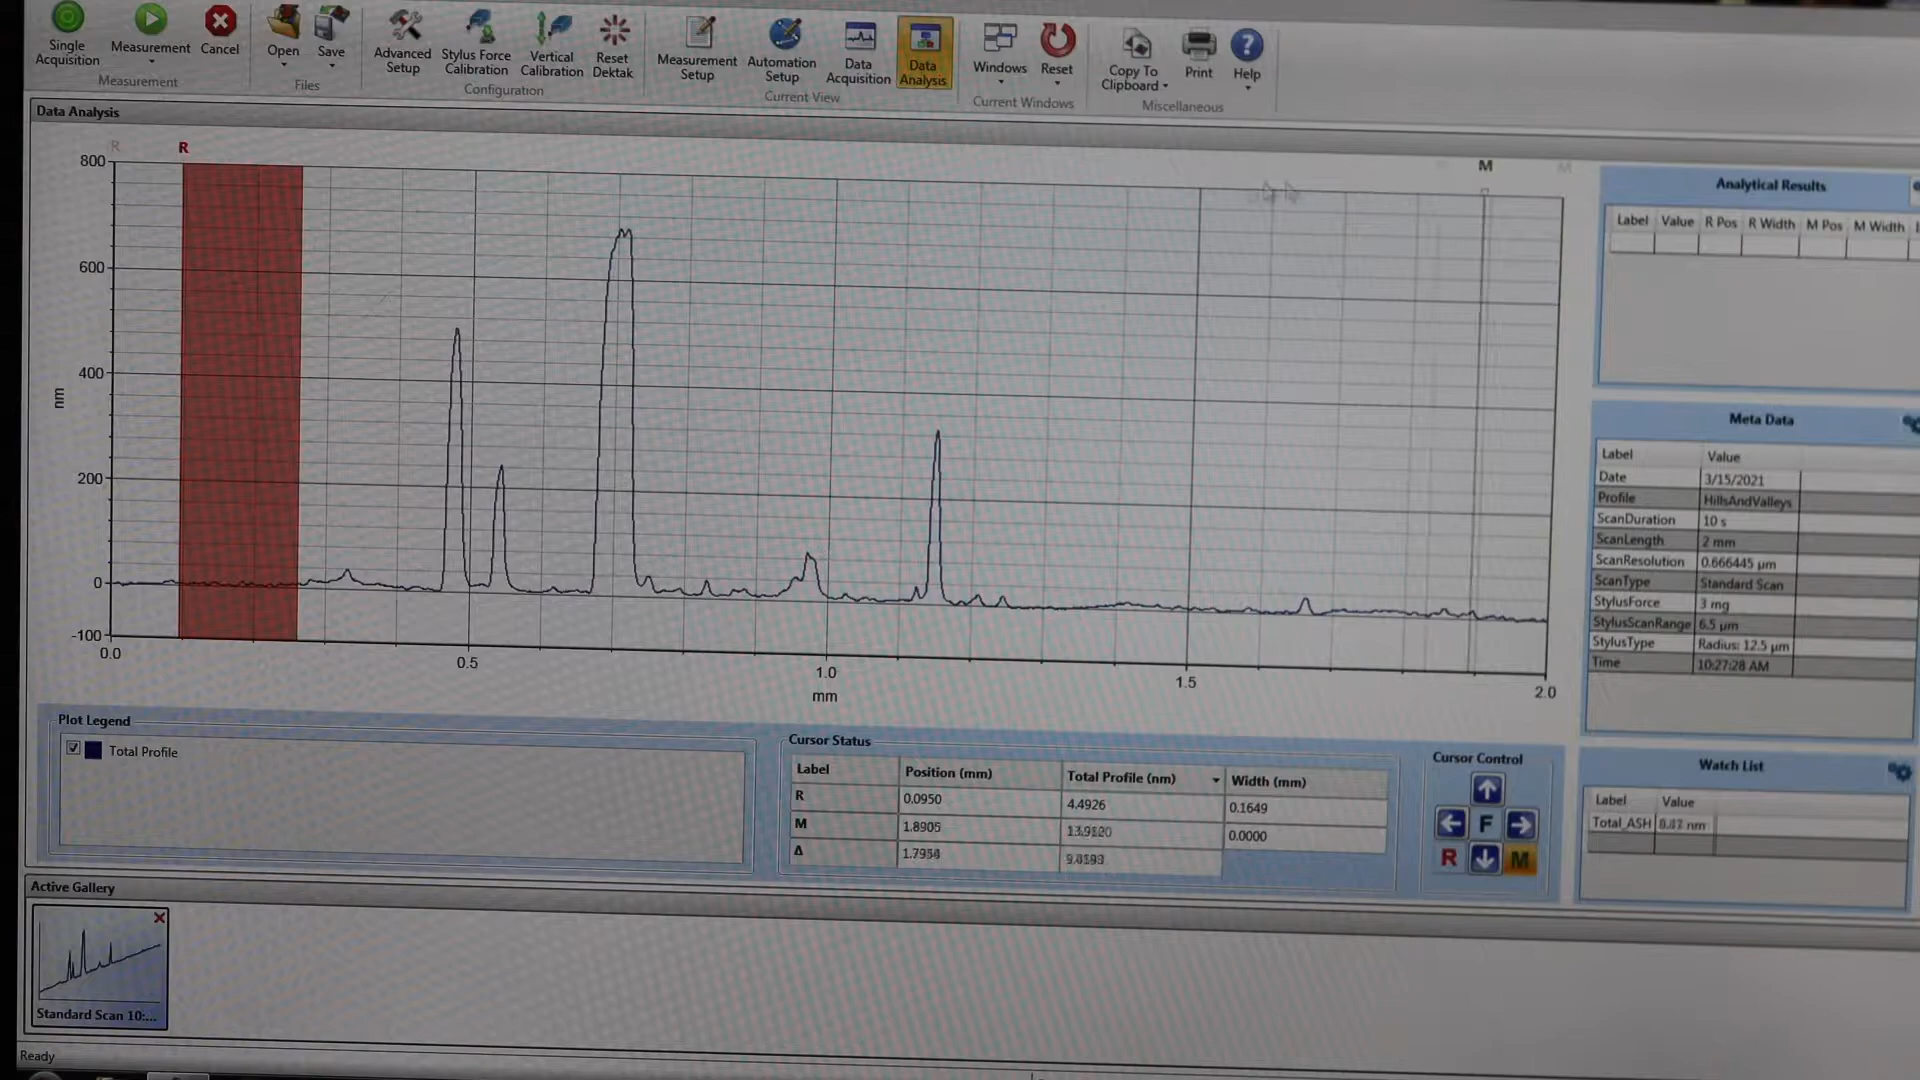 Single Acquisition
Measurement
Cancel
Measurement
Open
Save
Files
Advanced Setup
Stylus Force Calibration
Vertical Calibration
Reset Dektak
Configuration
Measurement Setup
Automation Setup
Data Acquisition
Data Analysis
Current View
Windows
Reset
Current Windows
Copy To Clipboard
Print
Help
Miscellaneous
Data Analysis
R
R
M
800
600
400
200
0
-100
nm
0.0
0.5
1.0
1.5
2.0
mm
Analytical Results
Label Value R Pos R Width M Pos M Width
Meta Data
Label Value
Date 3/15/2021
Profile HillsAndValleys
ScanDuration 10 s
ScanLength 2 mm
ScanResolution 0.666445 µm
ScanType Standard Scan
StylusForce 3 mg
StylusScanRange 6.5 µm
StylusType Radius: 12.5 µm
Time 10:27:28 AM
Plot Legend
Total Profile
Cursor Status
Label Position (mm) Total Profile (nm) Width (mm)
R 0.0950 4.4926 0.1649
M 1.8905 0.0000
Δ
Cursor Control
F
R
M
Watch List
Label Value
Total_ASH nm
Active Gallery
Standard Scan 10:...
Ready